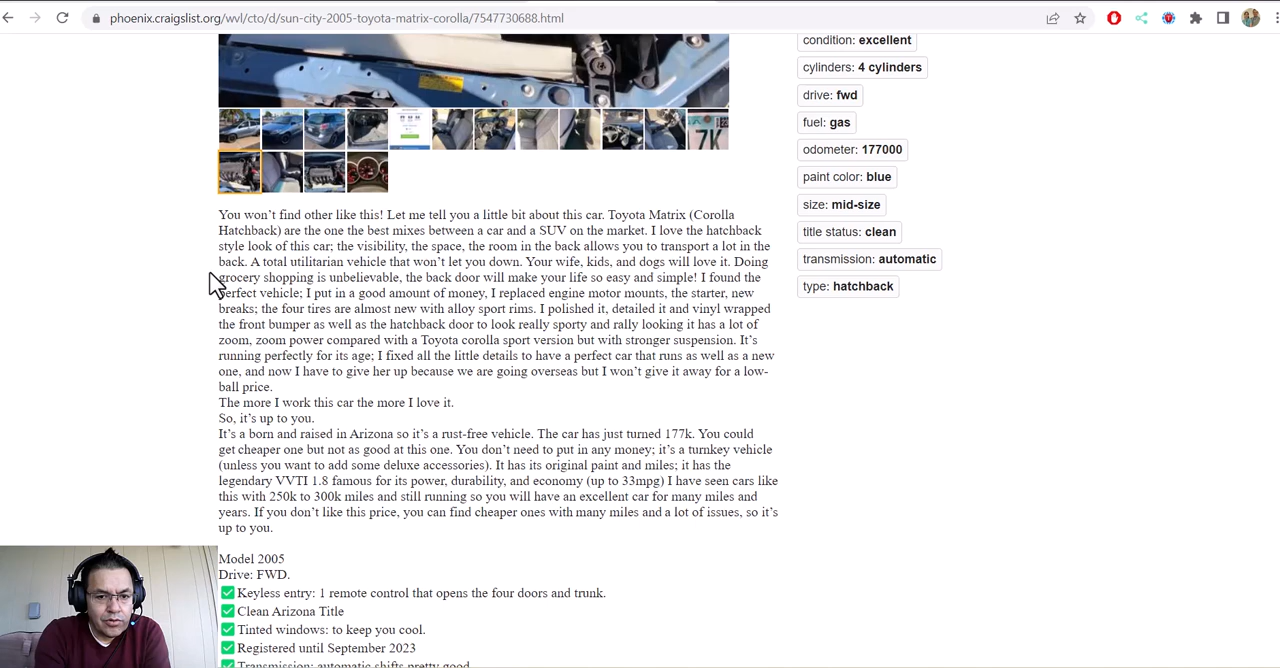 phoenix.craigslist.org/wvl/cto/d/sun-city-2005-toyota-matrix-corolla/7547730688.html
condition: excellent
cylinders: 4 cylinders
drive: fwd
fuel: gas
odometer: 177000
paint color: blue
size: mid-size
title status: clean
transmission: automatic
type: hatchback
7K
You won’t find other like this! Let me tell you a little bit about this car. Toyota Matrix (Corolla
Hatchback) are the one the best mixes between a car and a SUV on the market. I love the hatchback
style look of this car; the visibility, the space, the room in the back allows you to transport a lot in the
back. A total utilitarian vehicle that won’t let you down. Your wife, kids, and dogs will love it. Doing
grocery shopping is unbelievable, the back door will make your life so easy and simple! I found the
perfect vehicle; I put in a good amount of money, I replaced engine motor mounts, the starter, new
breaks; the four tires are almost new with alloy sport rims. I polished it, detailed it and vinyl wrapped
the front bumper as well as the hatchback door to look really sporty and rally looking it has a lot of
zoom, zoom power compared with a Toyota corolla sport version but with stronger suspension. It’s
running perfectly for its age; I fixed all the little details to have a perfect car that runs as well as a new
one, and now I have to give her up because we are going overseas but I won’t give it away for a low-
ball price.
The more I work this car the more I love it.
So, it’s up to you.
It’s a born and raised in Arizona so it’s a rust-free vehicle. The car has just turned 177k. You could
get cheaper one but not as good at this one. You don’t need to put in any money; it’s a turnkey vehicle
(unless you want to add some deluxe accessories). It has its original paint and miles; it has the
legendary VVTI 1.8 famous for its power, durability, and economy (up to 33mpg) I have seen cars like
this with 250k to 300k miles and still running so you will have an excellent car for many miles and
years. If you don’t like this price, you can find cheaper ones with many miles and a lot of issues, so it’s
up to you.
Model 2005
Drive: FWD.
✅ Keyless entry: 1 remote control that opens the four doors and trunk.
✅ Clean Arizona Title
✅ Tinted windows: to keep you cool.
✅ Registered until September 2023
✅ Transmission: automatic shifts pretty good